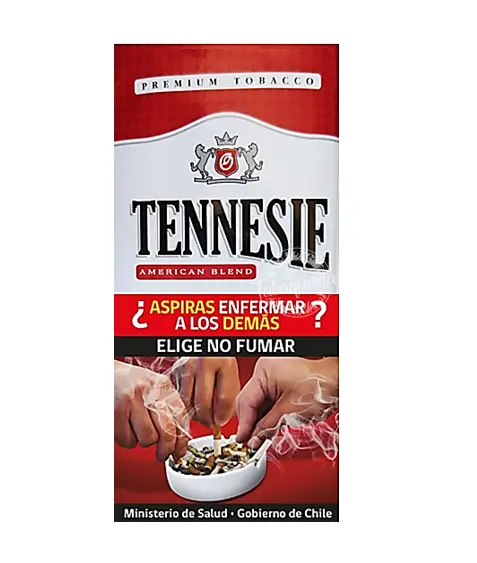 PREMIUM TOBACCO
TENNESIE
AMERICAN BLEND
¿ASPIRAS ENFERMAR
A LOS DEMÁS?
ELIGE NO FUMAR
Ministerio de Salud · Gobierno de Chile